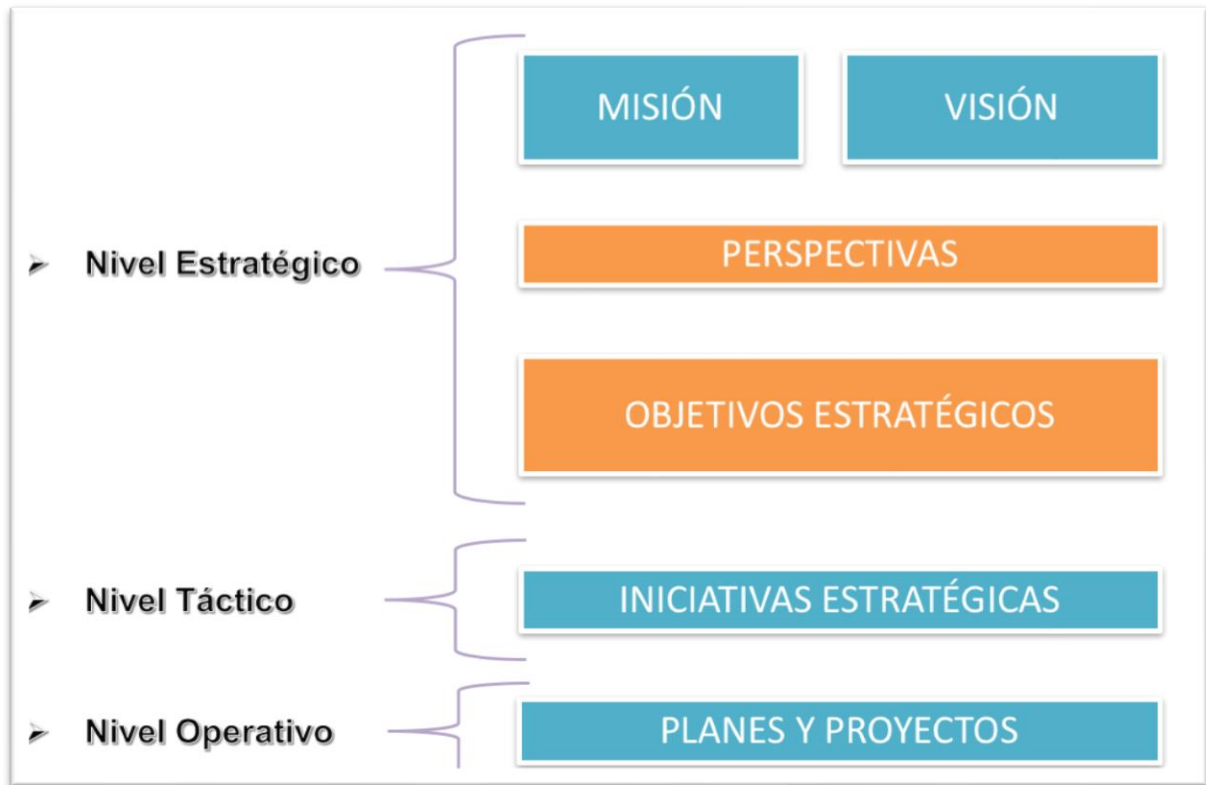 MISIÓN
VISIÓN
Nivel Estratégico
PERSPECTIVAS
OBJETIVOS ESTRATÉGICOS
Nivel Táctico
INICIATIVAS ESTRATÉGICAS
Nivel Operativo
PLANES Y PROYECTOS